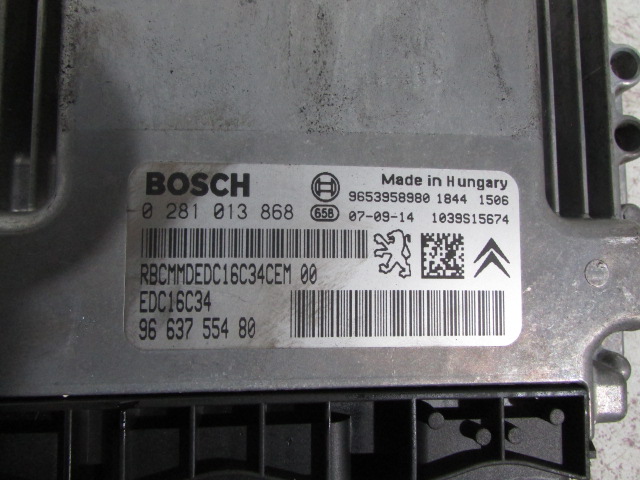 BOSCH
Made in Hungary
9653958980 1844 1506
0 281 013 868
658
07-09-14 1039S15674
RBCMMDEDC16C34CEM 00
EDC16C34
96 637 554 80